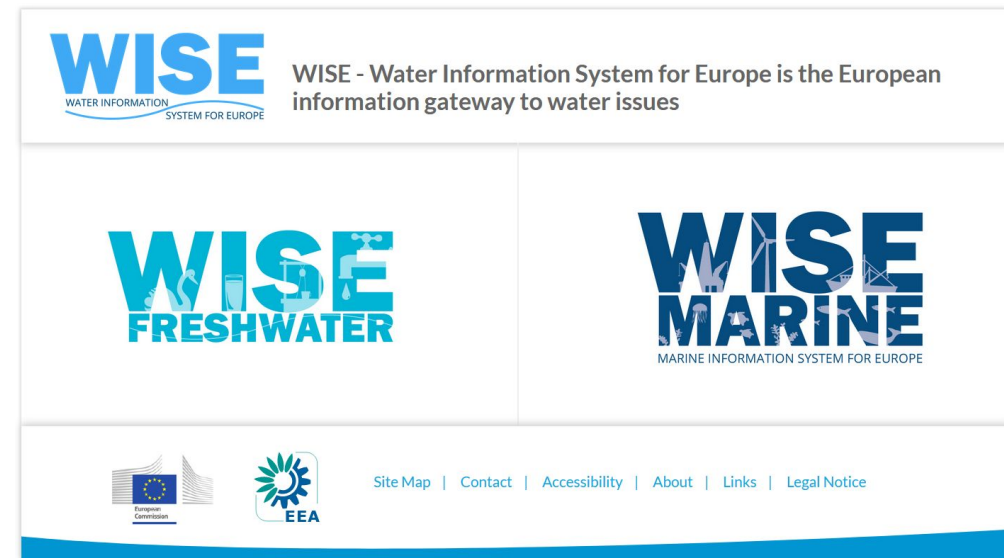 WISE
WATER INFORMATION
SYSTEM FOR EUROPE
WISE - Water Information System for Europe is the European
information gateway to water issues
WISE
FRESHWATER
WISE
MARINE
MARINE INFORMATION SYSTEM FOR EUROPE
European
Commission
EEA
Site Map | Contact | Accessibility | About | Links | Legal Notice